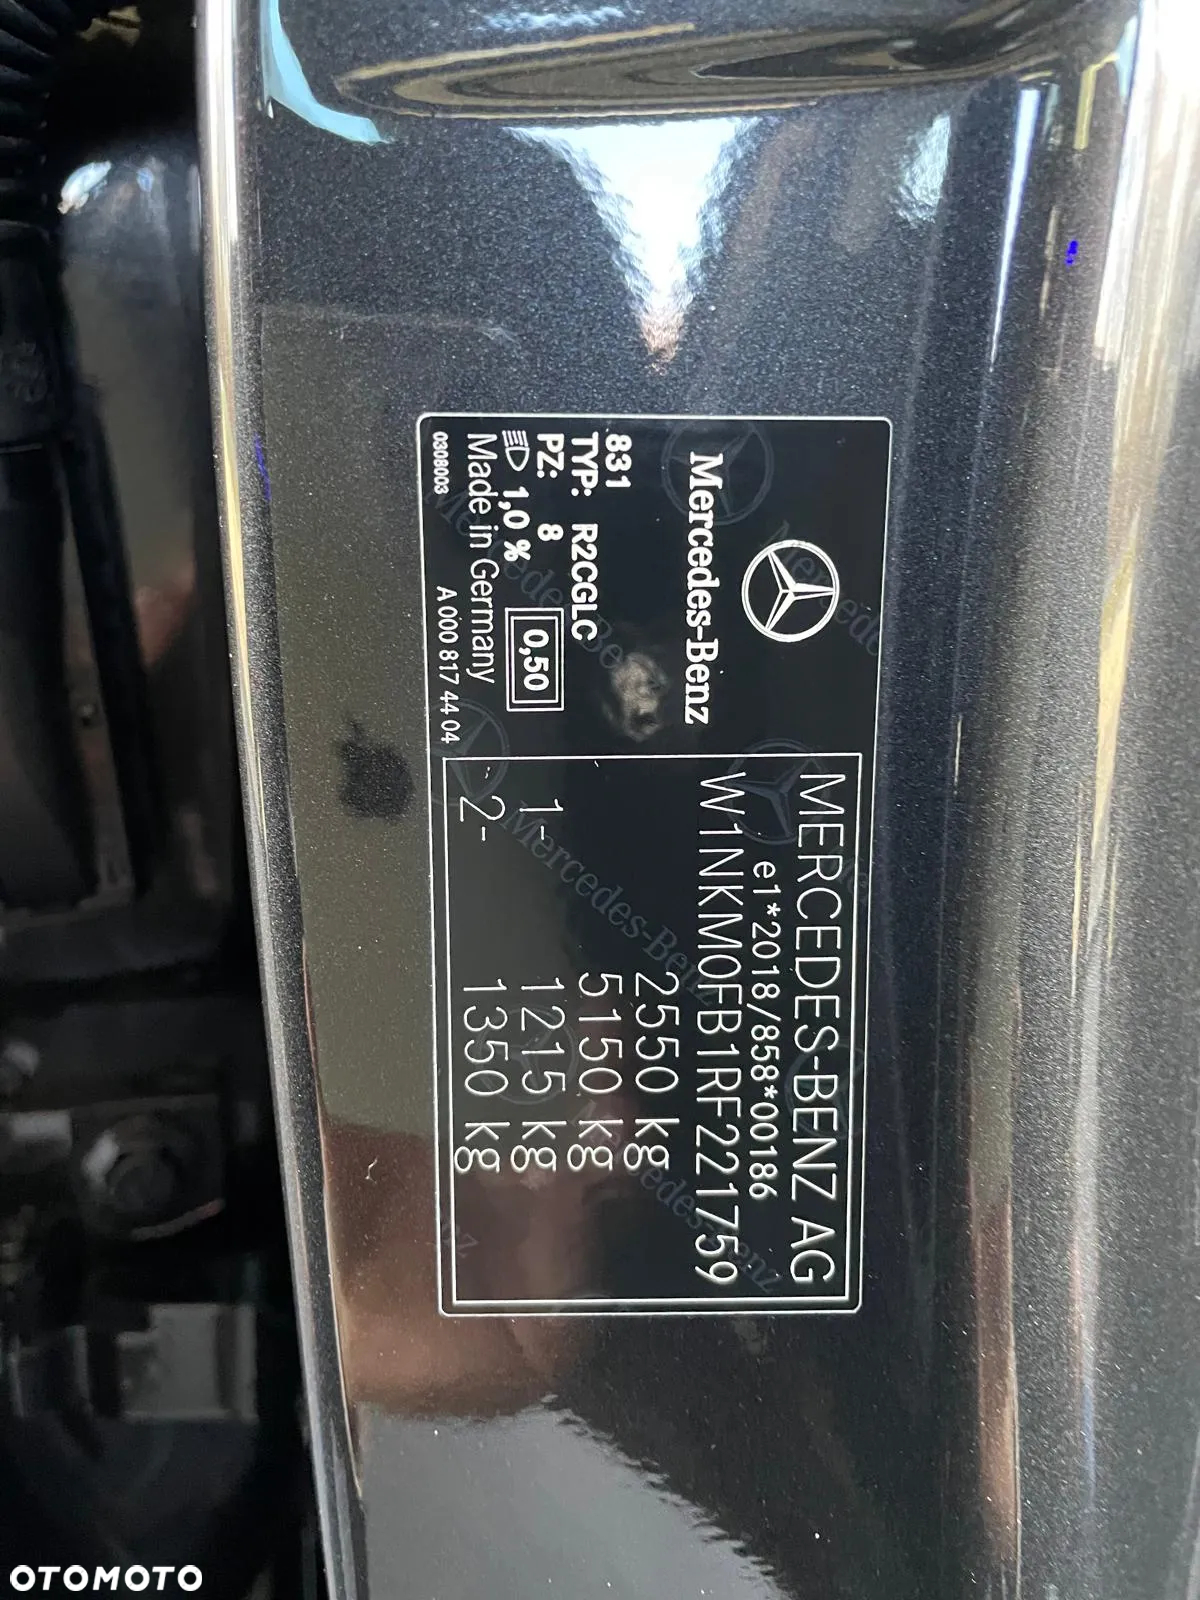 Mercedes-Benz
831
TYP: R2CGLC
PZ: 8
1,0 %
0,50
Made in Germany
0308003
A 000 817 44 04
MERCEDES-BENZ AG
e1*2018/858*00186
W1NKM0FB1RF221759
2550 kg
5150 kg
1- 1215 kg
2- 1350 kg
OTOMOTO